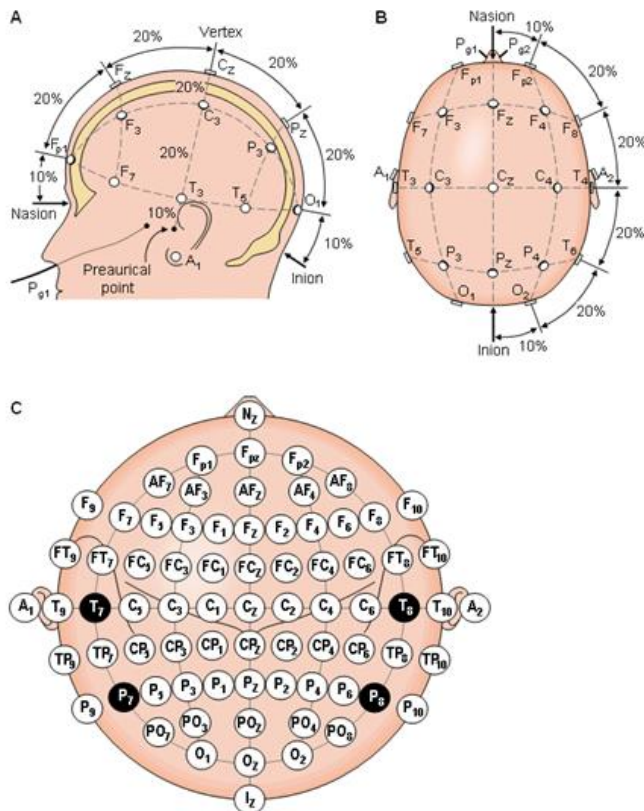 A
20%
Vertex
20%
Fz
Cz
20%
20%
20%
F3
C3
Pz
Fp1
20%
P3
20%
10%
F7
T3
T5
O1
Nasion
10%
10%
Preaurical
point
A1
Inion
Pg1
B
Nasion
Pg1
Pg2
10%
Fp1
Fp2
20%
F7
F3
Fz
F4
F8
20%
A1
T3
C3
Cz
C4
T4
A2
20%
T5
P3
Pz
P4
T6
O1
O2
20%
10%
Inion
C
Nz
Fp1 Fpz Fp2
AF7 AF3 AFz AF4 AF8
F9 F7 F5 F3 F1 Fz F2 F4 F6 F8 F10
FT9 FT7 FC5 FC3 FC1 FCz FC2 FC4 FC6 FT8 FT10
A1 T9 T7 C5 C3 C1 Cz C2 C4 C6 T8 T10 A2
TP9 TP7 CP5 CP3 CP1 CPz CP2 CP4 CP6 TP8 TP10
P9 P7 P5 P3 P1 Pz P2 P4 P6 P8 P10
PO7 PO3 POz PO4 PO8
O1 Oz O2
Iz